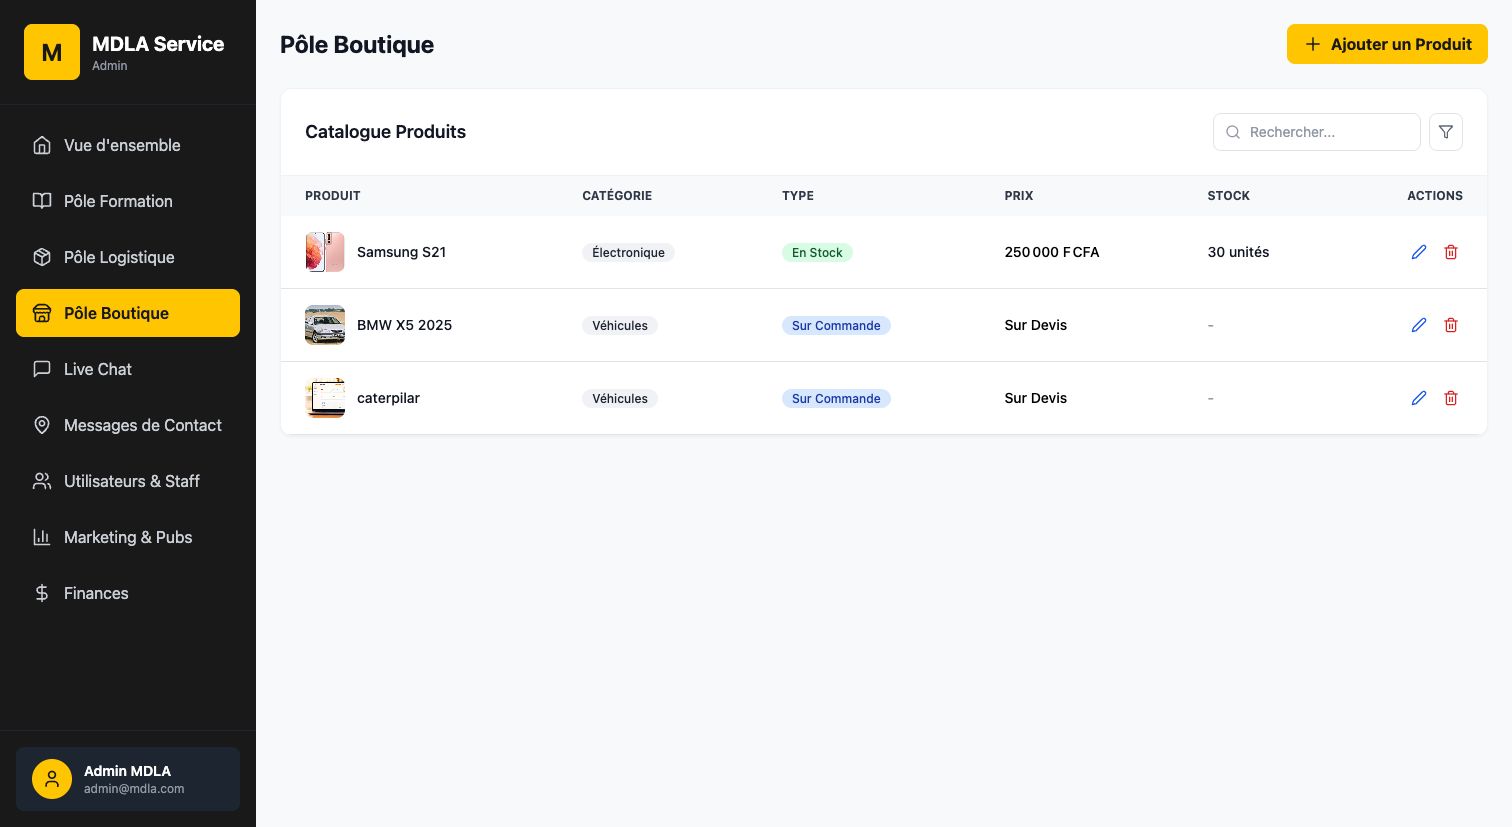 M
MDLA Service
Admin
Vue d'ensemble
Pôle Formation
Pôle Logistique
Pôle Boutique
Live Chat
Messages de Contact
Utilisateurs & Staff
Marketing & Pubs
Finances
Admin MDLA
admin@mdla.com
Pôle Boutique
Ajouter un Produit
Catalogue Produits
Rechercher...
PRODUIT CATÉGORIE TYPE PRIX STOCK ACTIONS
Samsung S21 Électronique En Stock 250 000 F CFA 30 unités
BMW X5 2025 Véhicules Sur Commande Sur Devis -
caterpilar Véhicules Sur Commande Sur Devis -